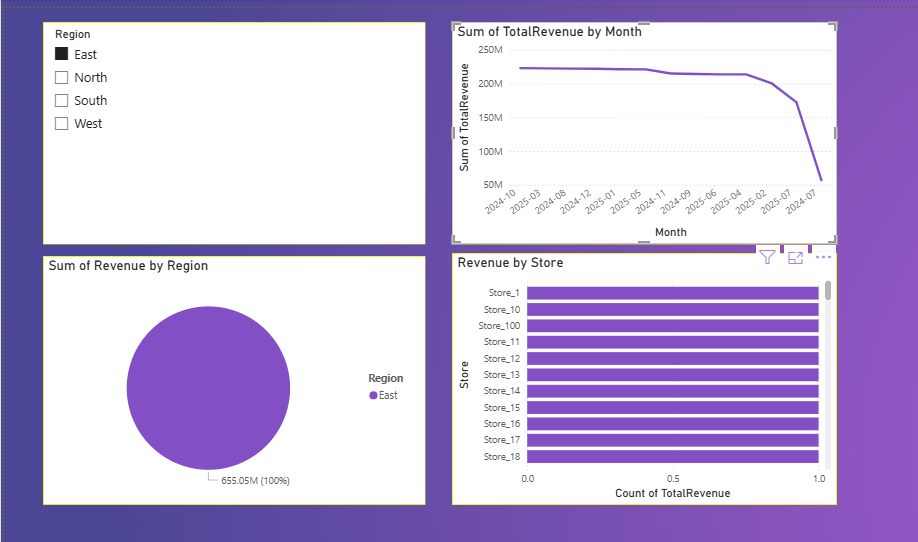 Region
East
North
South
West
Sum of TotalRevenue by Month
Sum of TotalRevenue
250M
200M
150M
100M
50M
2024-10
2025-03
2024-08
2024-12
2025-01
2025-05
2024-11
2024-09
2025-06
2025-04
2025-02
2025-07
2024-07
Month
Sum of Revenue by Region
655.05M (100%)
Region
East
Revenue by Store
Store
Store_1
Store_10
Store_100
Store_11
Store_12
Store_13
Store_14
Store_15
Store_16
Store_17
Store_18
0.0
0.5
1.0
Count of TotalRevenue